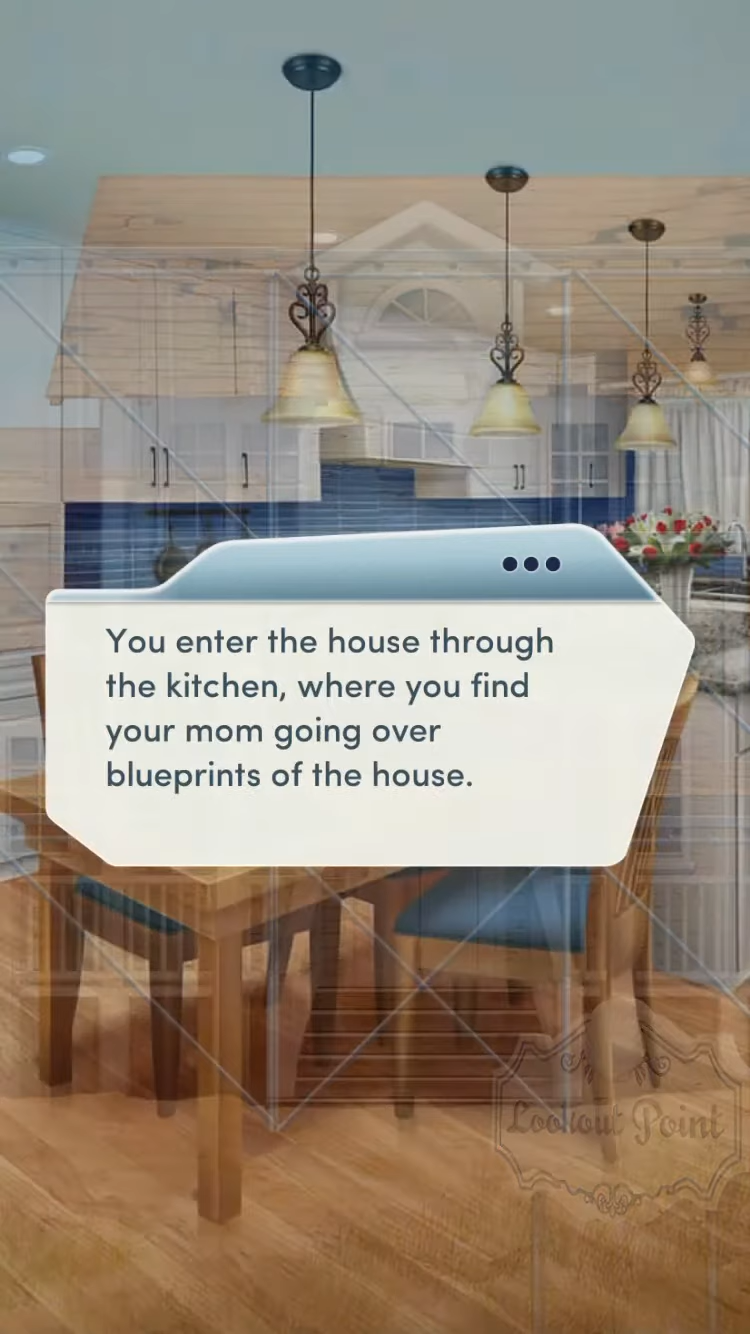 You enter the house through
the kitchen, where you find
your mom going over
blueprints of the house.
Lookout Point